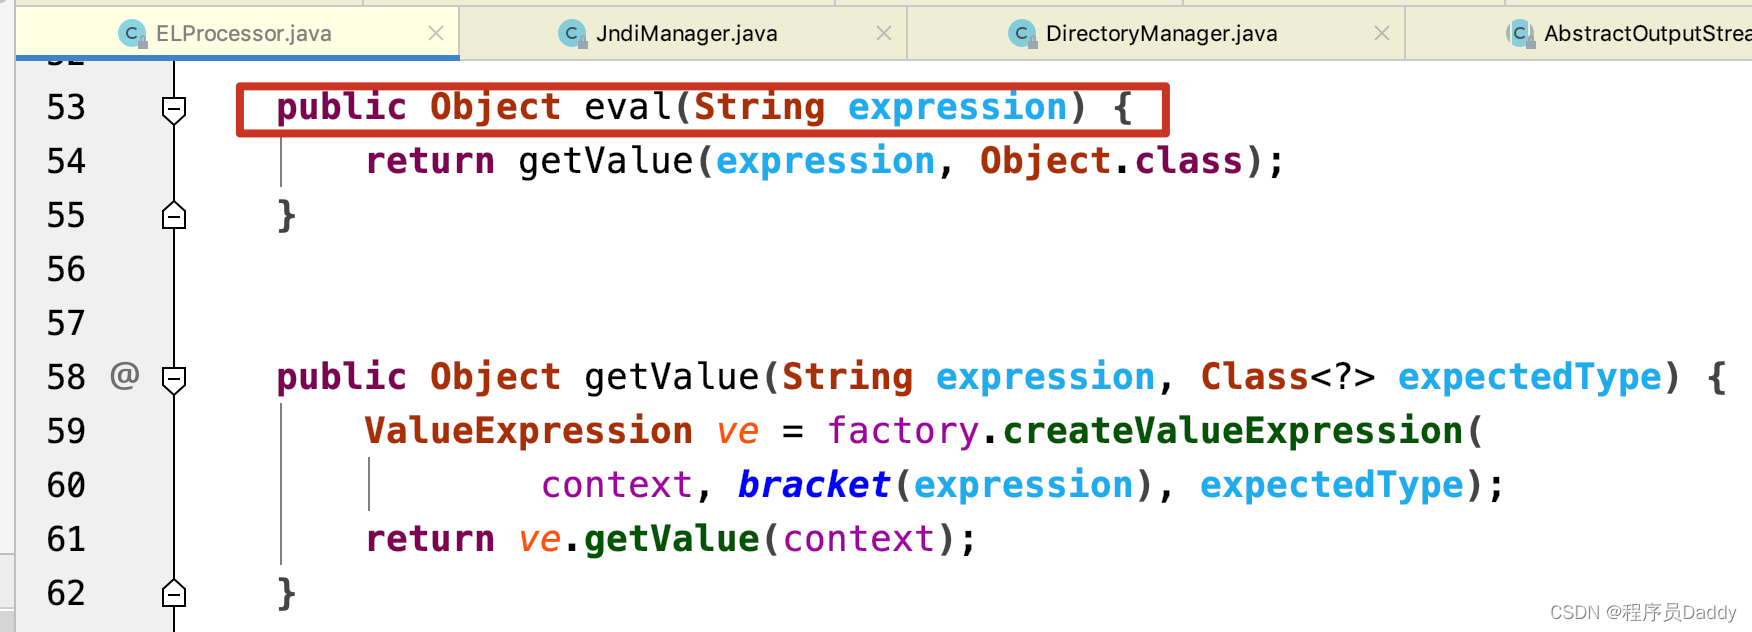 ELProcessor.java JndiManager.java DirectoryManager.java AbstractOutputStrea
53 public Object eval(String expression) {
54 return getValue(expression, Object.class);
55 }
56
57
58 @ public Object getValue(String expression, Class<?> expectedType) {
59 ValueExpression ve = factory.createValueExpression(
60 context, bracket(expression), expectedType);
61 return ve.getValue(context);
62 }
CSDN @程序员Daddy